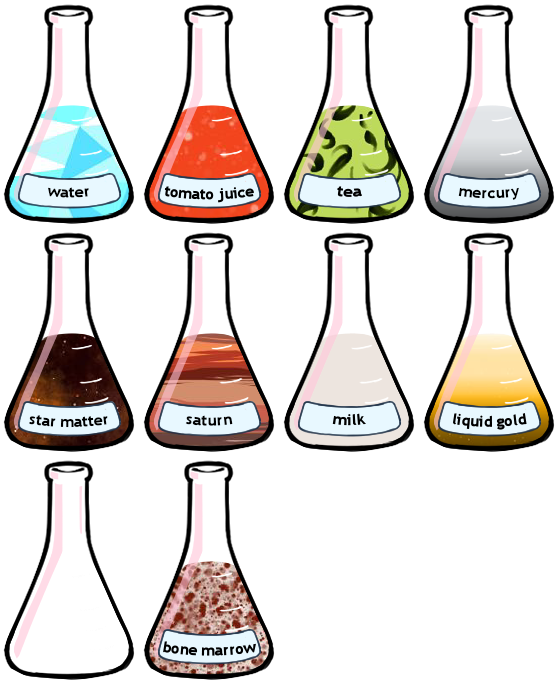 water
tomato juice
tea
mercury
star matter
saturn
milk
liquid gold
bone marrow